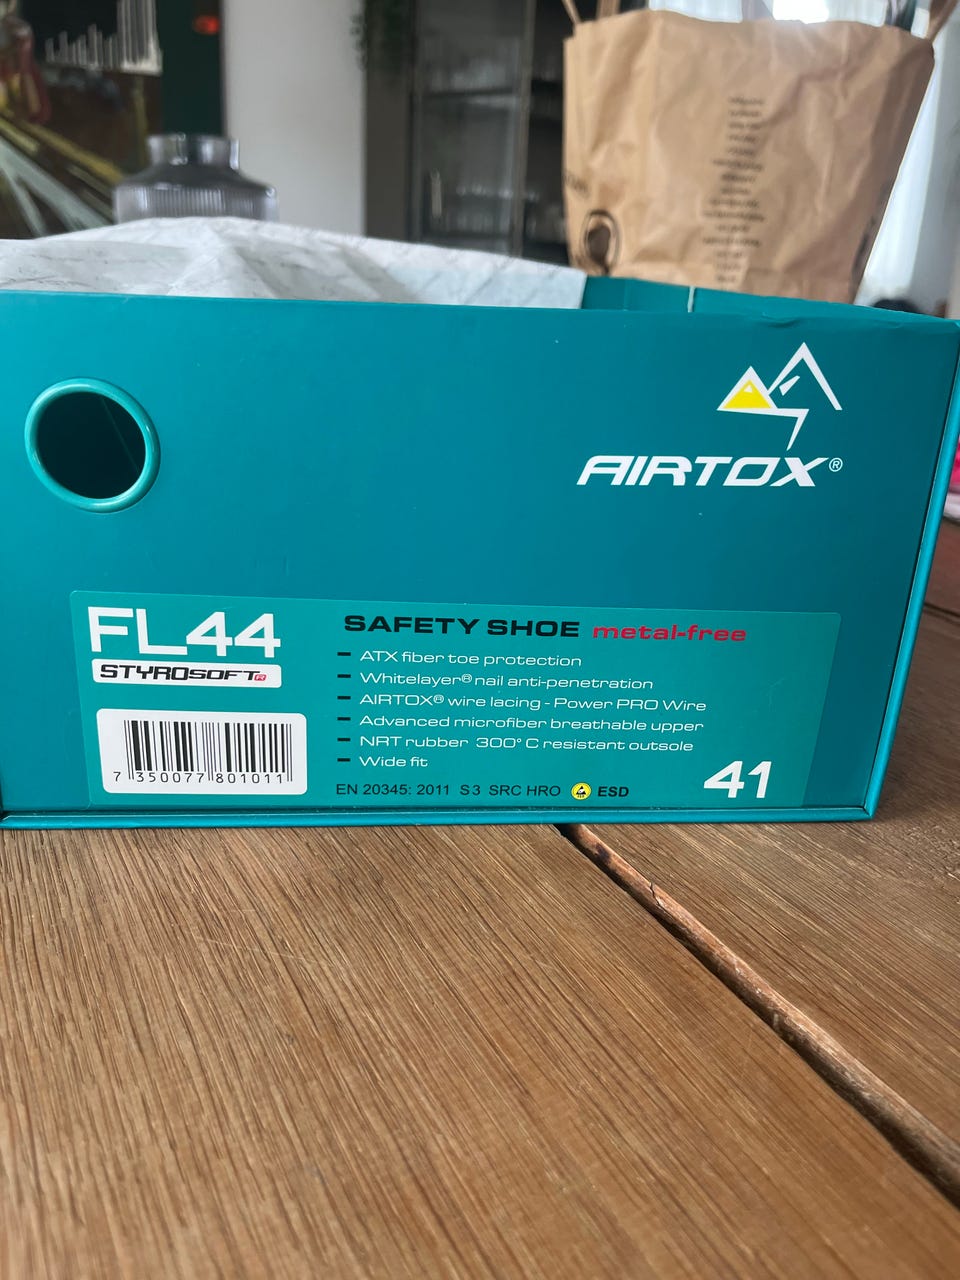 AIRTOX®
FL44
STYROSOFT R
SAFETY SHOE metal-free
- ATX fiber toe protection
- Whitelayer® nail anti-penetration
- AIRTOX® wire lacing - Power PRO Wire
- Advanced microfiber breathable upper
- NRT rubber 300° C resistant outsole
- Wide fit
7 350077 801011
EN 20345: 2011 S3 SRC HRO ESD
41